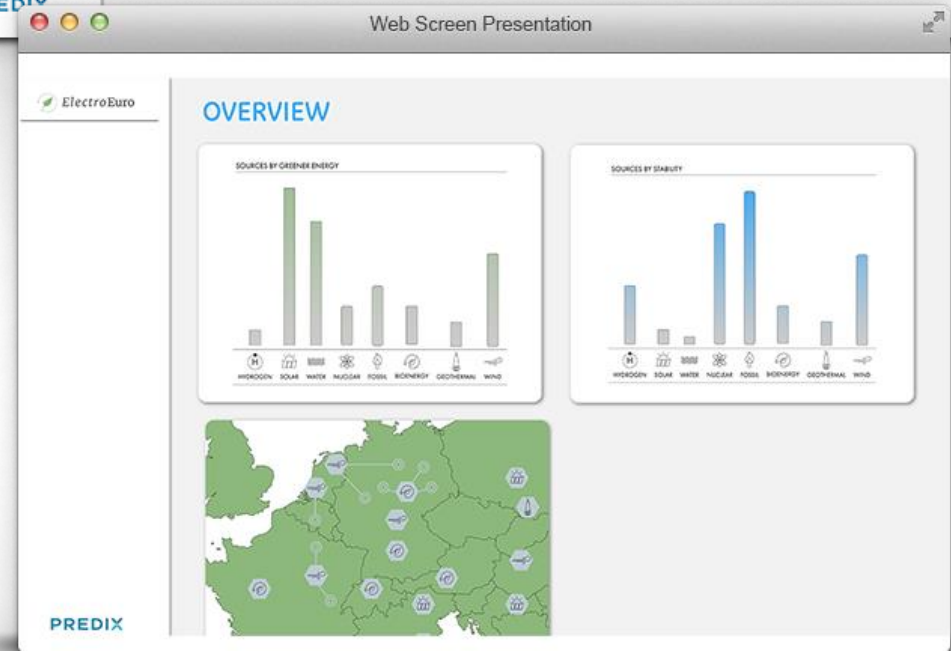 EDIX
Web Screen Presentation
ElectroEuro
OVERVIEW
SOURCES BY GREENER ENERGY
H
HYDROGEN SOLAR WATER NUCLEAR FOSSIL BIOENERGY GEOTHERMAL WIND
SOURCES BY STABILITY
H
HYDROGEN SOLAR WATER NUCLEAR FOSSIL BIOENERGY GEOTHERMAL WIND
PREDIX